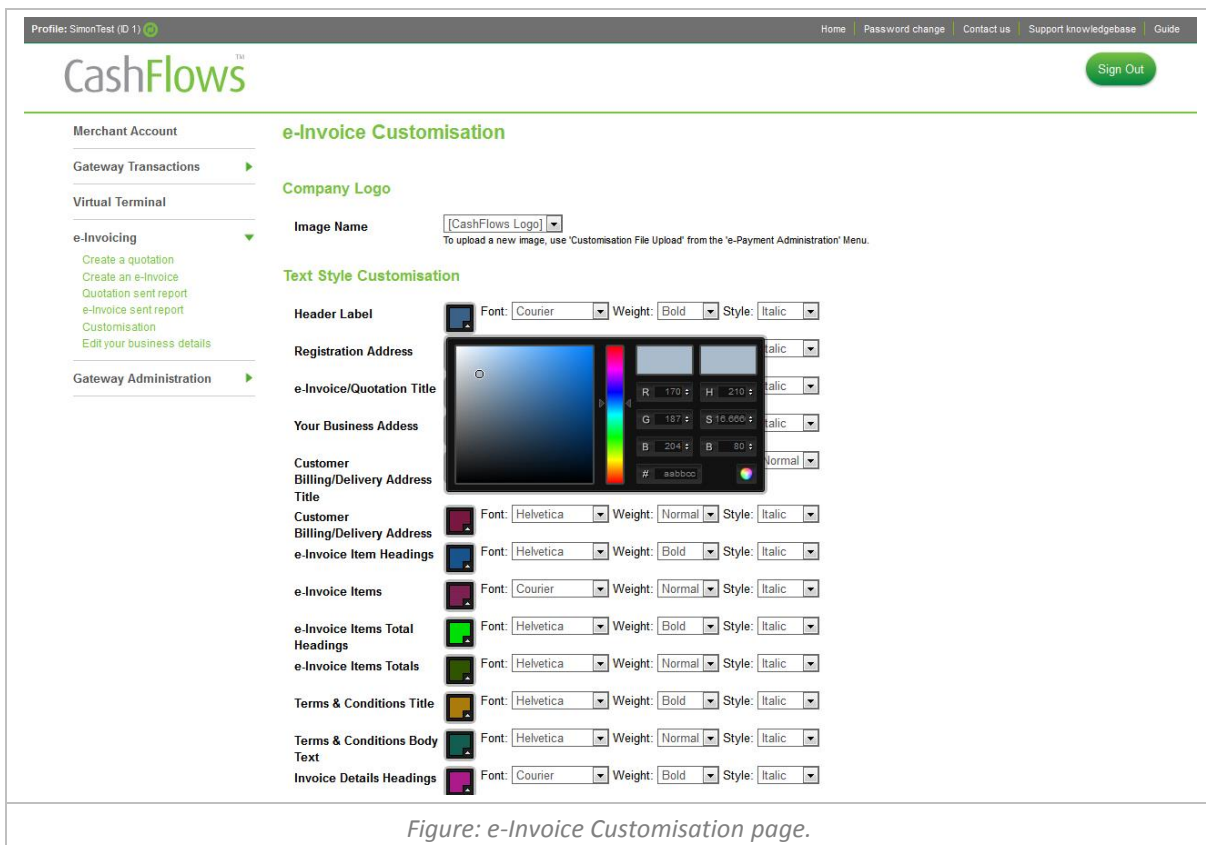 Profile: SimonTest (ID 1) Home Password change Contact us Support knowledgebase Guide
CashFlows™
Sign Out
Merchant Account
Gateway Transactions
Virtual Terminal
e-Invoicing
Create a quotation
Create an e-Invoice
Quotation sent report
e-Invoice sent report
Customisation
Edit your business details
Gateway Administration
e-Invoice Customisation
Company Logo
Image Name [CashFlows Logo]
To upload a new image, use 'Customisation File Upload' from the 'e-Payment Administration' Menu.
Text Style Customisation
Header Label Font: Courier Weight: Bold Style: Italic
Registration Address talic
e-Invoice/Quotation Title talic
Your Business Addess talic
Customer Normal
Billing/Delivery Address
Title
R 170 H 210
G 187 S 16.666
B 204 B 80
# aabbcc
Customer Font: Helvetica Weight: Normal Style: Italic
Billing/Delivery Address
e-Invoice Item Headings Font: Helvetica Weight: Bold Style: Italic
e-Invoice Items Font: Courier Weight: Normal Style: Italic
e-Invoice Items Total Font: Helvetica Weight: Bold Style: Italic
Headings
e-Invoice Items Totals Font: Helvetica Weight: Normal Style: Italic
Terms & Conditions Title Font: Helvetica Weight: Bold Style: Italic
Terms & Conditions Body Font: Helvetica Weight: Normal Style: Italic
Text
Invoice Details Headings Font: Courier Weight: Bold Style: Italic
Figure: e-Invoice Customisation page.